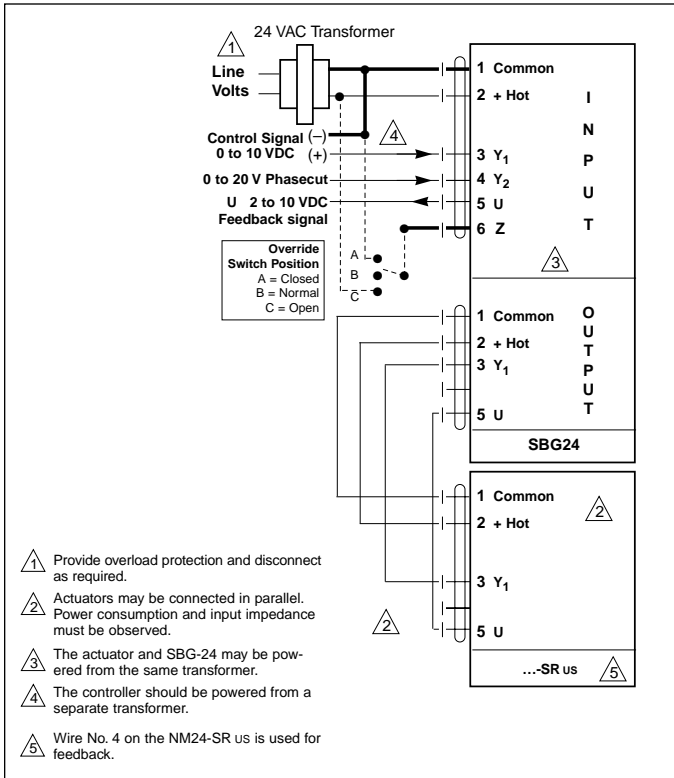 24 VAC Transformer
1
Line
Volts
1 Common
2 + Hot
Control Signal (–)
0 to 10 VDC (+)
4
3 Y1
0 to 20 V Phasecut
4 Y2
U 2 to 10 VDC
Feedback signal
5 U
6 Z
INPUT
3
Override
Switch Position
A = Closed
B = Normal
C = Open
A
B
C
1 Common
2 + Hot
3 Y1
5 U
OUTPUT
SBG24
1 Common
2 + Hot
2
3 Y1
5 U
2
...-SR US
5
1 Provide overload protection and disconnect
as required.
2 Actuators may be connected in parallel.
Power consumption and input impedance
must be observed.
3 The actuator and SBG-24 may be pow-
ered from the same transformer.
4 The controller should be powered from a
separate transformer.
5 Wire No. 4 on the NM24-SR US is used for
feedback.